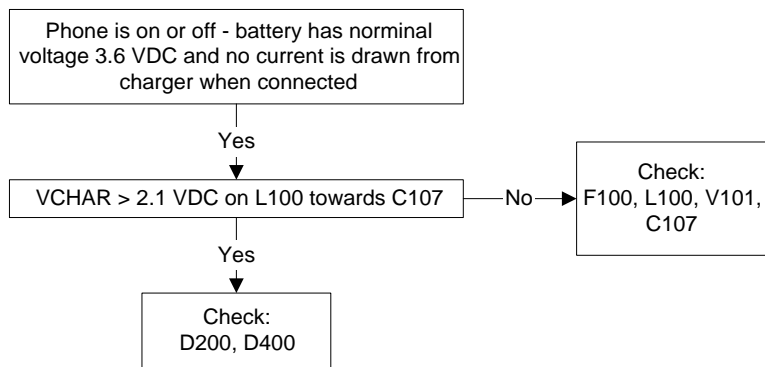 Phone is on or off - battery has norminal
voltage 3.6 VDC and no current is drawn from
charger when connected
Yes
VCHAR > 2.1 VDC on L100 towards C107
No
Check:
F100, L100, V101,
C107
Yes
Check:
D200, D400